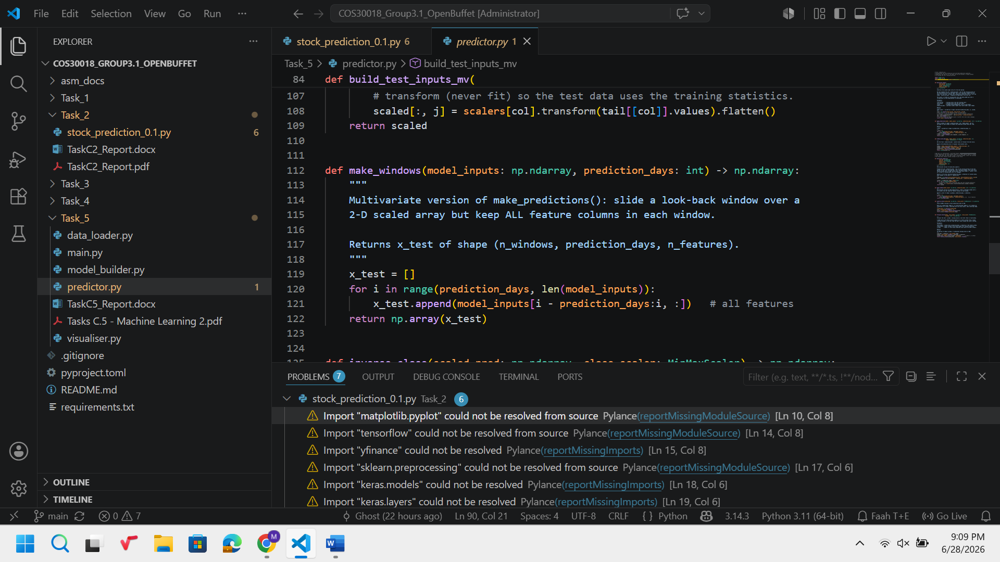 File Edit Selection View Go Run ···
COS30018_Group3.1_OpenBuffet [Administrator]
EXPLORER
COS30018_GROUP3.1_OPENBUFFET
asm_docs
Task_1
Task_2
stock_prediction_0.1.py 6
TaskC2_Report.docx
TaskC2_Report.pdf
Task_3
Task_4
Task_5
data_loader.py
main.py
model_builder.py
predictor.py 1
TaskC5_Report.docx
Tasks C.5 - Machine Learning 2.pdf
visualiser.py
.gitignore
pyproject.toml
README.md
requirements.txt
OUTLINE
TIMELINE
stock_prediction_0.1.py 6
predictor.py 1
Task_5 > predictor.py > build_test_inputs_mv
84 def build_test_inputs_mv(
107 # transform (never fit) so the test data uses the training statistics.
108 scaled[:, j] = scalers[col].transform(tail[[col]].values).flatten()
109 return scaled
110
111
112 def make_windows(model_inputs: np.ndarray, prediction_days: int) -> np.ndarray:
113 """
114 Multivariate version of make_predictions(): slide a look-back window over a
115 2-D scaled array but keep ALL feature columns in each window.
116
117 Returns x_test of shape (n_windows, prediction_days, n_features).
118 """
119 x_test = []
120 for i in range(prediction_days, len(model_inputs)):
121 x_test.append(model_inputs[i - prediction_days:i, :]) # all features
122 return np.array(x_test)
123
124
125 def inverse_close(scaled_pred: np.ndarray, close_scaler: MinMaxScaler) -> np.ndarray:
PROBLEMS 7 OUTPUT DEBUG CONSOLE TERMINAL PORTS
Filter (e.g. text, **/*.ts, !**/nod...
stock_prediction_0.1.py Task_2 6
Import "matplotlib.pyplot" could not be resolved from source Pylance(reportMissingModuleSource) [Ln 10, Col 8]
Import "tensorflow" could not be resolved from source Pylance(reportMissingModuleSource) [Ln 14, Col 8]
Import "yfinance" could not be resolved Pylance(reportMissingImports) [Ln 15, Col 8]
Import "sklearn.preprocessing" could not be resolved from source Pylance(reportMissingModuleSource) [Ln 17, Col 6]
Import "keras.models" could not be resolved Pylance(reportMissingImports) [Ln 18, Col 6]
Import "keras.layers" could not be resolved Pylance(reportMissingImports) [Ln 19, Col 6]
main 0 7 Ghost (22 hours ago) Ln 90, Col 21 Spaces: 4 UTF-8 CRLF {} Python 3.14.3 Python 3.11 (64-bit) Faah T+E Go Live
M
W
9:09 PM
6/28/2026